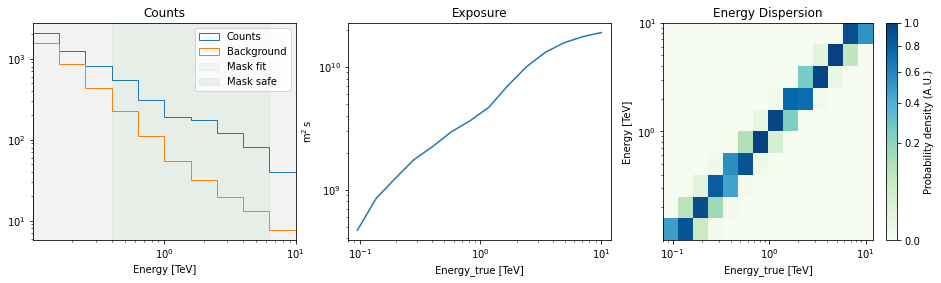 Counts
Counts
Background
Mask fit
Mask safe
10³
10²
10¹
10⁰
10¹
Energy [TeV]
Exposure
m² s
10¹⁰
10⁹
10⁻¹
10⁰
10¹
Energy_true [TeV]
Energy Dispersion
Energy [TeV]
10¹
10⁰
10⁻¹
10⁰
10¹
Energy_true [TeV]
1.0
0.8
0.6
0.4
0.2
0.0
Probability density (A.U.)